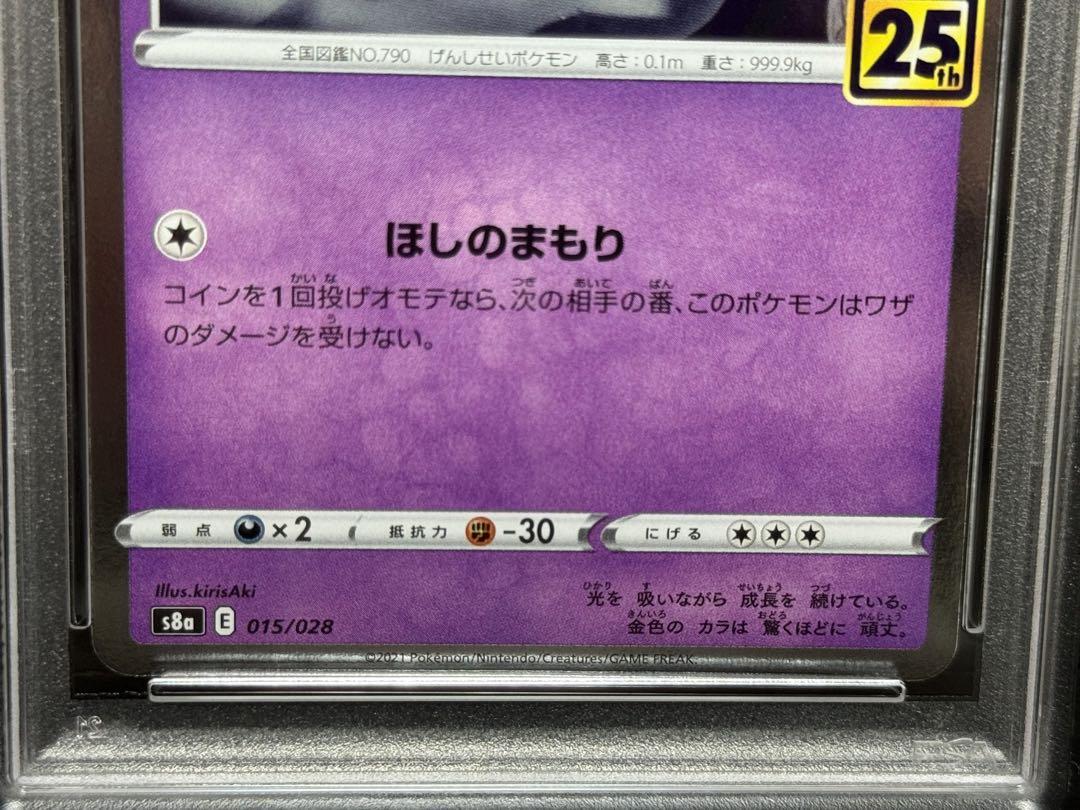 全国図鑑NO.790 げんしせいポケモン 高さ：0.1m 重さ：999.9kg
25th
ほしのまもり
コインを1回投げオモテなら、次の相手の番、このポケモンはワザ
のダメージを受けない。
弱点 ×2 抵抗力 -30 にげる
Illus.kirisAki
光を 吸いながら 成長を 続けている。
金色の カラは 驚くほどに 頑丈。
s8a E 015/028
©2021 Pokémon/Nintendo/Creatures/GAME FREAK.